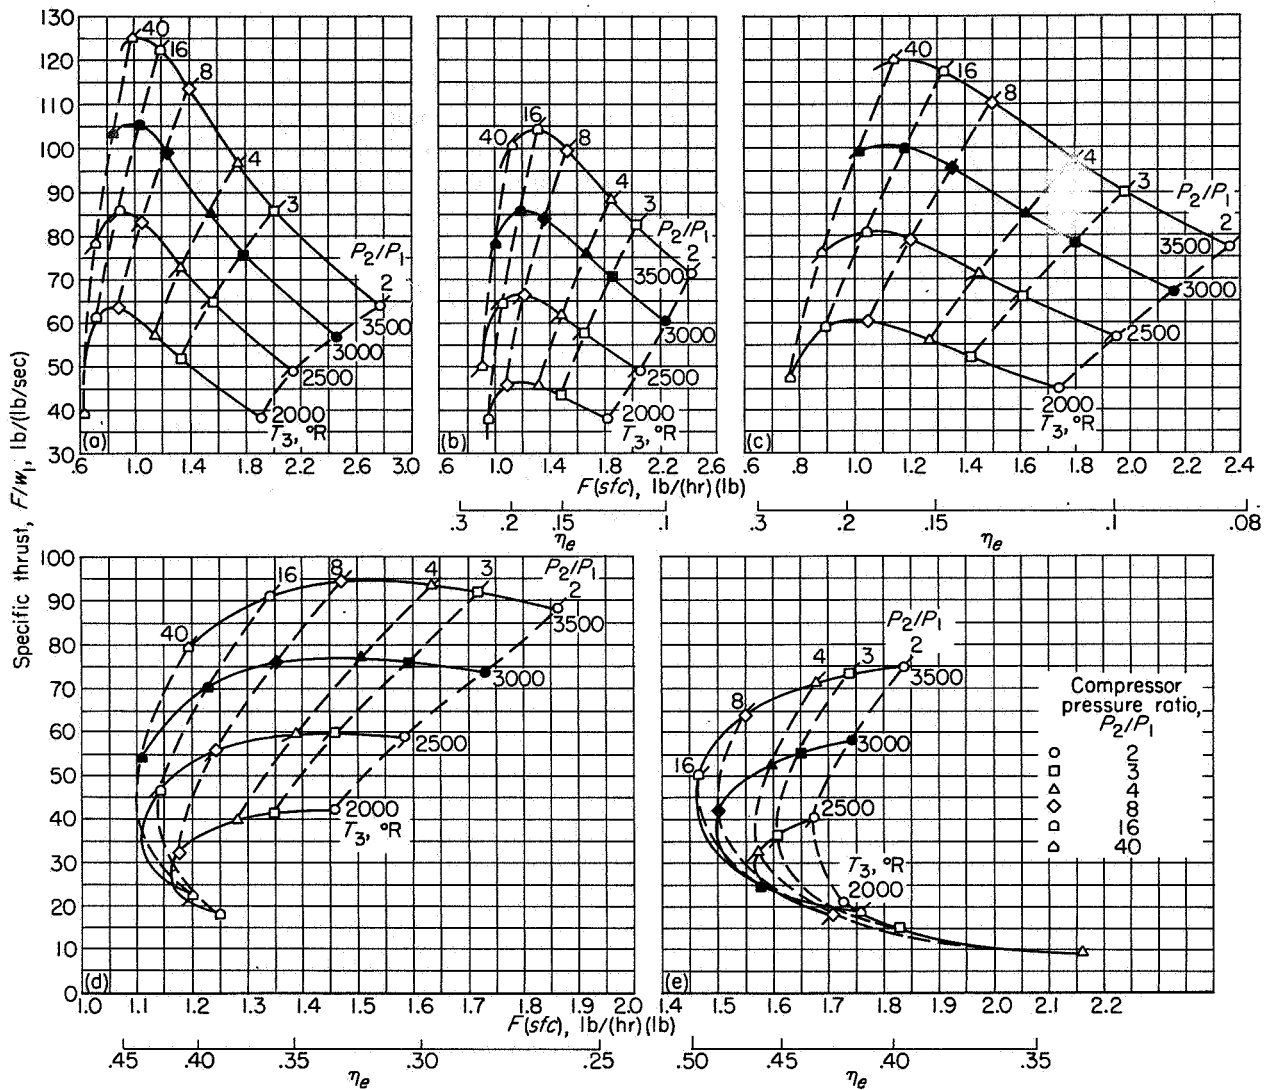 Specific thrust, F/w₁, lb/(lb/sec)
130
120
110
100
90
80
70
60
50
40
30
40
16
8
4
3
P₂/P₁
2
3500
3000
2500
2000
T₃, °R
(a)
.6 1.0 1.4 1.8 2.2 2.6 3.0
40
16
8
4
3
P₂/P₁
2
3500
3000
2500
2000
T₃, °R
(b)
.6 1.0 1.4 1.8 2.2 2.6
40
16
8
4
3
P₂/P₁
2
3500
3000
2500
2000
T₃, °R
(c)
.6 .8 1.0 1.2 1.4 1.6 1.8 2.0 2.2 2.4
F(sfc), lb/(hr)(lb)
.3 .2 .15 .1
ηe
.3 .2 .15 .1 .08
ηe
100
90
80
70
60
50
40
30
20
10
0
40
16
8
4
3
P₂/P₁
2
3500
3000
2500
2000
T₃, °R
(d)
1.0 1.1 1.2 1.3 1.4 1.5 1.6 1.7 1.8 1.9 2.0
16
8
4
3
P₂/P₁
2
3500
3000
2500
T₃, °R
2000
(e)
1.4 1.5 1.6 1.7 1.8 1.9 2.0 2.1 2.2
Compressor
pressure ratio,
P₂/P₁
2
3
4
8
16
40
F(sfc), lb/(hr)(lb)
.45 .40 .35 .30 .25
ηe
.50 .45 .40 .35
ηe